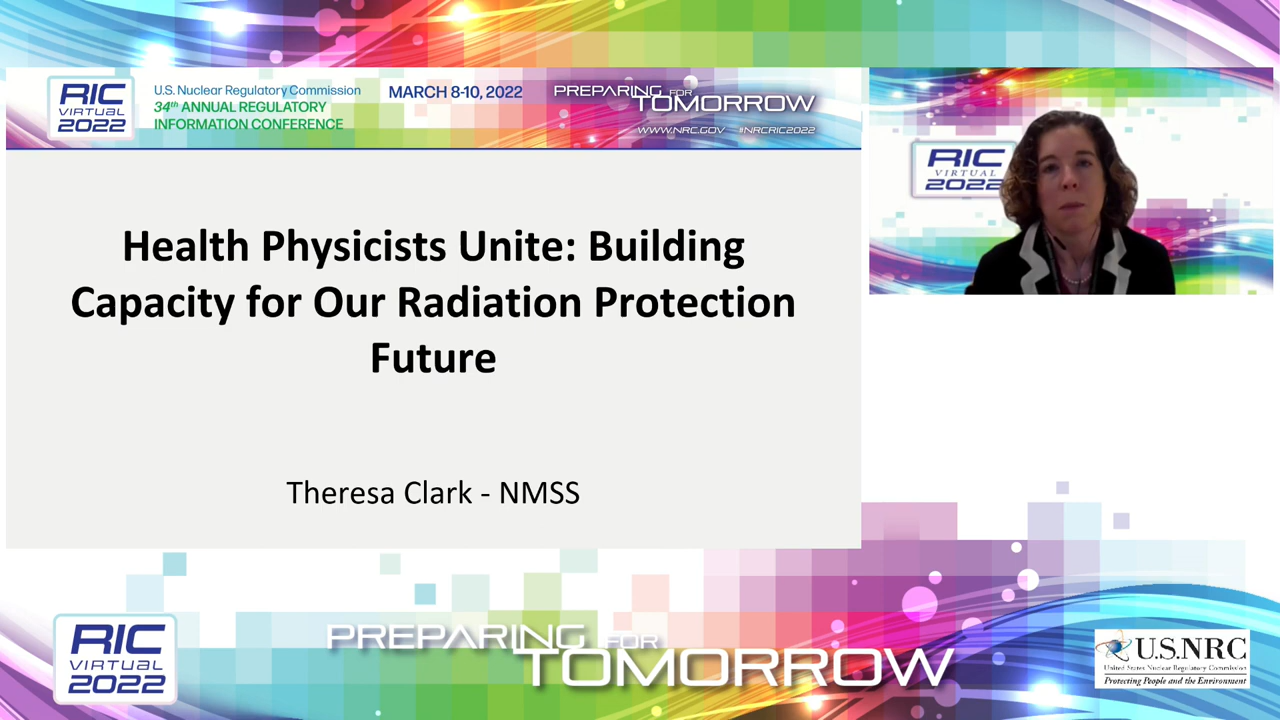 RIC
VIRTUAL
2022
U.S. Nuclear Regulatory Commission
34th ANNUAL REGULATORY
INFORMATION CONFERENCE
MARCH 8-10, 2022
PREPARING FOR
TOMORROW
WWW.NRC.GOV #NRCRIC2022
RIC
VIRTUAL
2022
Health Physicists Unite: Building
Capacity for Our Radiation Protection
Future
Theresa Clark - NMSS
RIC
VIRTUAL
2022
PREPARING FOR
TOMORROW
U.S.NRC
United States Nuclear Regulatory Commission
Protecting People and the Environment